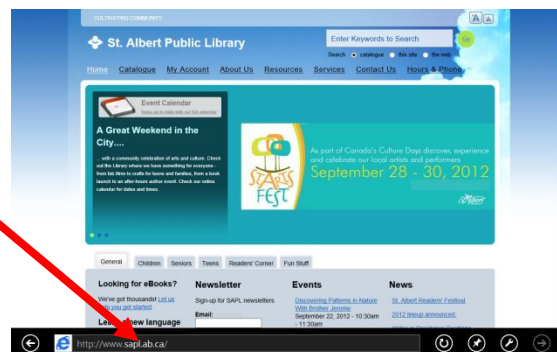 CULTIVATING COMMUNITY
A A
St. Albert Public Library
Enter Keywords to Search
Go
Search catalogue this site the web
Home Catalogue My Account About Us Resources Services Contact Us Hours & Phone
Event Calendar
A Great Weekend in the City....
... with a community celebration of arts and culture. Check
out the Library where we have something for everyone -
from fab films to crafts for teens and families, from a book
launch to an after-hours author event. Check our online
calendar for dates and times.
STARTS FEST
As part of Canada's Culture Days discover, experience
and celebrate our local artists and performers
September 28 - 30, 2012
St. Albert
General Children Seniors Teens Readers' Corner Fun Stuff
Looking for eBooks?
We've got thousands! Let us
help you get started.
Newsletter
Sign-up for SAPL newsletters
Email:
Events
Discovering Patterns in Nature
With Brother Jerome
September 22, 2012 - 10:30am
- 11:30am
News
St. Albert Readers' Festival
2012 lineup announced.
http://www.sapl.ab.ca/